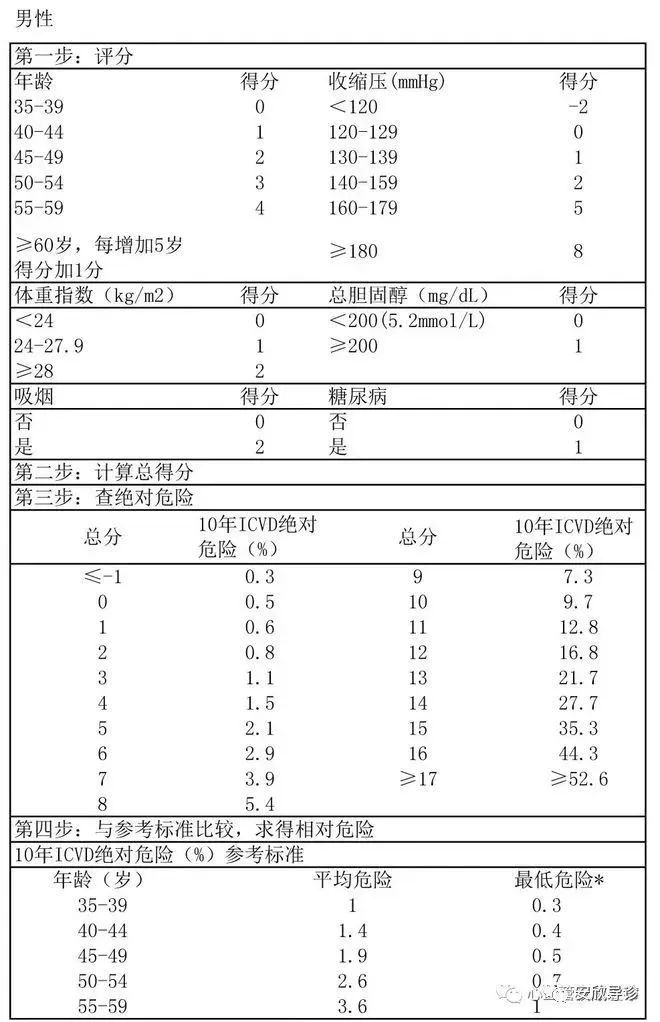 男性
第一步：评分
年龄 得分 收缩压(mmHg) 得分
35-39 0 ＜120 -2
40-44 1 120-129 0
45-49 2 130-139 1
50-54 3 140-159 2
55-59 4 160-179 5
≥60岁，每增加5岁得分加1分 ≥180 8
体重指数（kg/m2） 得分 总胆固醇（mg/dL） 得分
＜24 0 ＜200(5.2mmol/L) 0
24-27.9 1 ≥200 1
≥28 2
吸烟 得分 糖尿病 得分
否 0 否 0
是 2 是 1
第二步：计算总得分
第三步：查绝对危险
总分 10年ICVD绝对危险（%） 总分 10年ICVD绝对危险（%）
≤-1 0.3 9 7.3
0 0.5 10 9.7
1 0.6 11 12.8
2 0.8 12 16.8
3 1.1 13 21.7
4 1.5 14 27.7
5 2.1 15 35.3
6 2.9 16 44.3
7 3.9 ≥17 ≥52.6
8 5.4
第四步：与参考标准比较，求得相对危险
10年ICVD绝对危险（%）参考标准
年龄（岁） 平均危险 最低危险*
35-39 1 0.3
40-44 1.4 0.4
45-49 1.9 0.5
50-54 2.6 0.7
55-59 3.6 1
安欣导诊